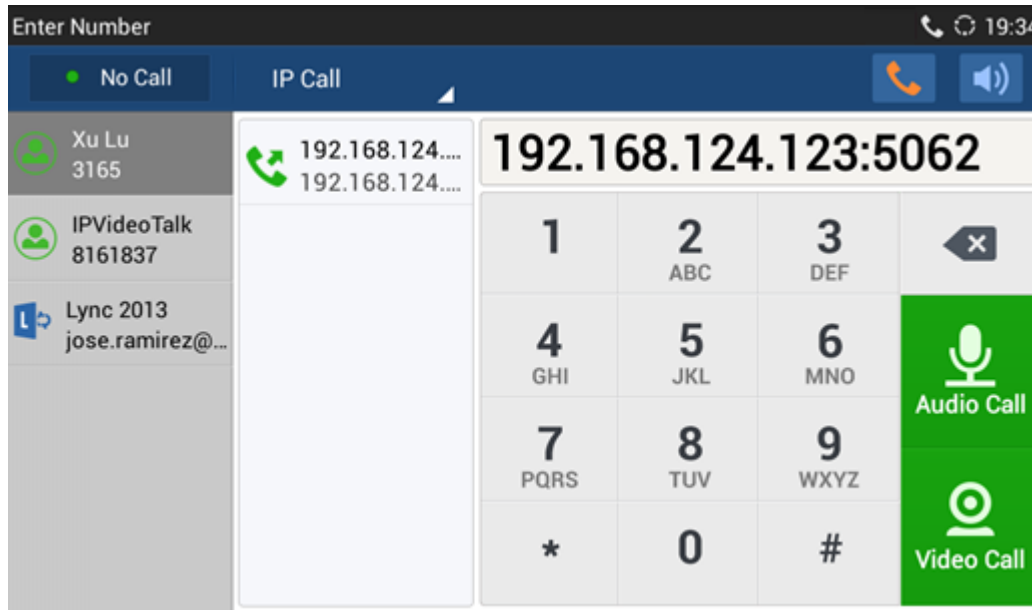 Enter Number
19:34
No Call
IP Call
Xu Lu
3165
IPVideoTalk
8161837
Lync 2013
jose.ramirez@...
192.168.124....
192.168.124....
192.168.124.123:5062
1
2
ABC
3
DEF
4
GHI
5
JKL
6
MNO
7
PQRS
8
TUV
9
WXYZ
*
0
#
Audio Call
Video Call